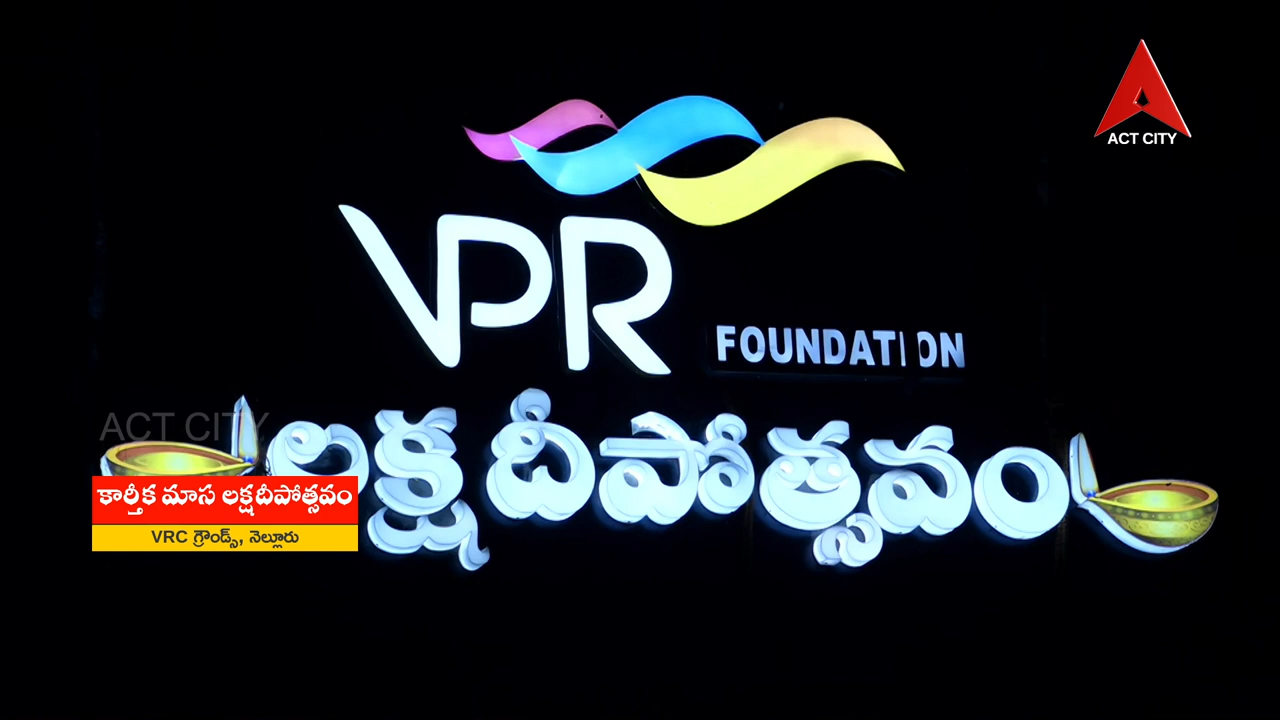 ACT CITY
VPR
FOUNDATION
లక్షదీపోత్సవం
ACT CITY
కార్తీక మాస లక్షదీపోత్సవం
VRC గ్రౌండ్స్, నెల్లూరు